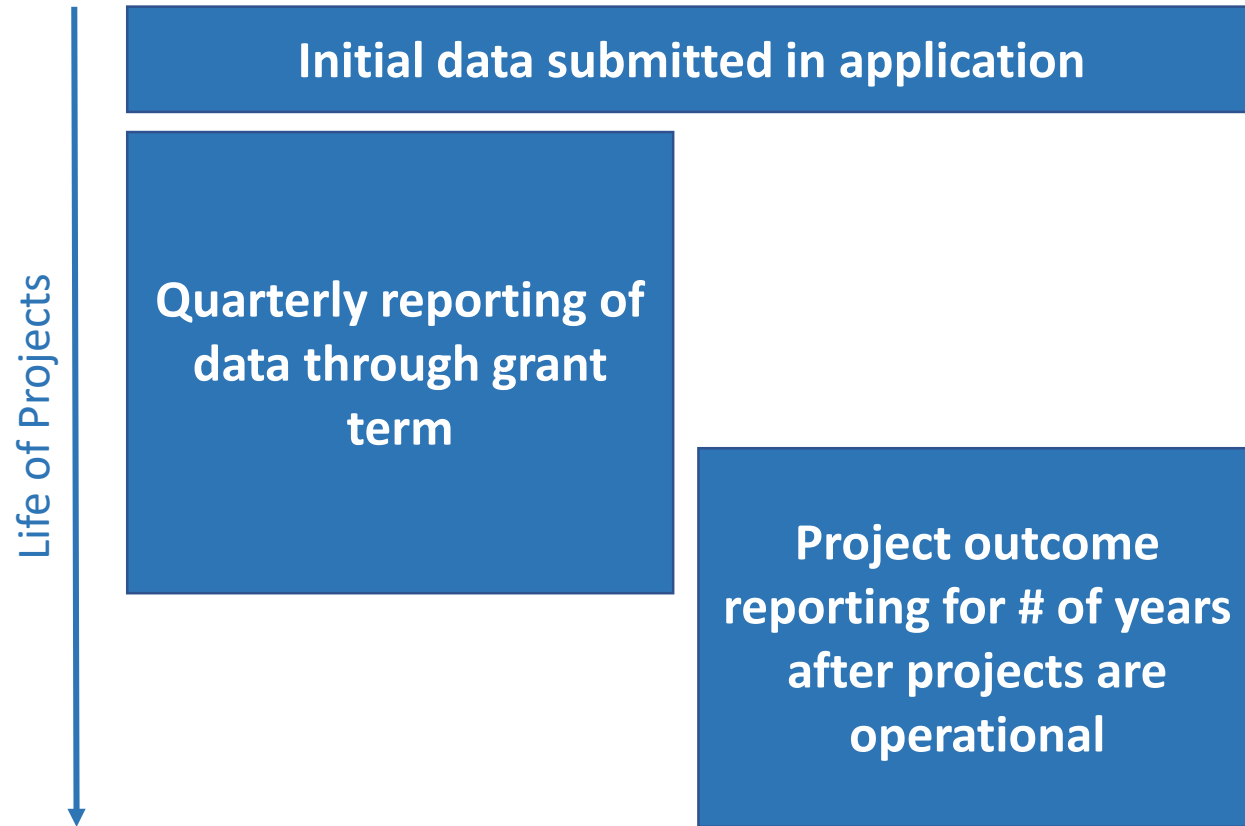 Initial data submitted in application
Life of Projects
Quarterly reporting of
data through grant
term
Project outcome
reporting for # of years
after projects are
operational